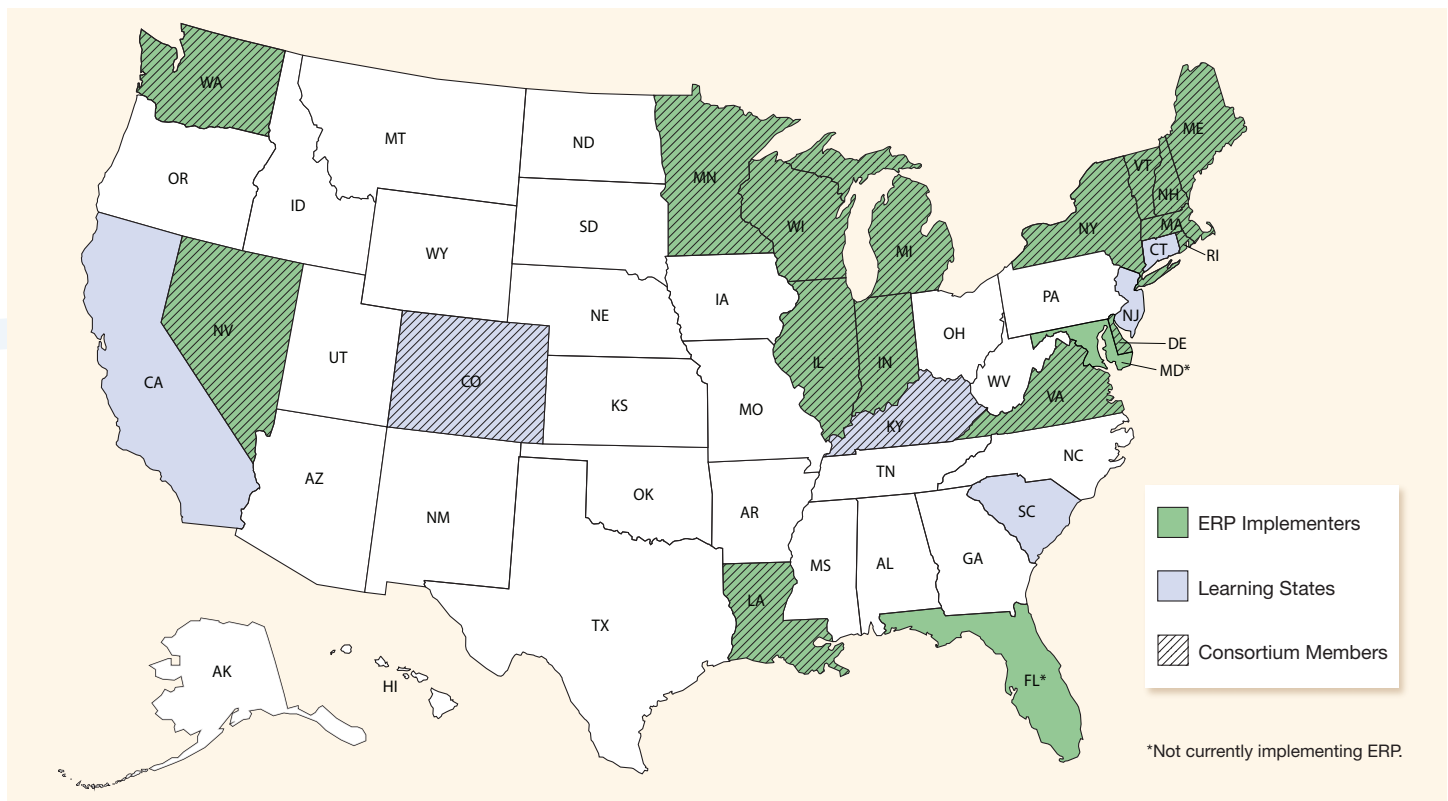 WA
MT
ND
MN
ME
VT
NH
OR
ID
SD
WI
MI
NY
MA
WY
CT
RI
IA
PA
NE
NJ
NV
OH
DE
UT
IL
IN
MD*
CA
CO
WV
VA
KS
MO
KY
NC
TN
AZ
OK
NM
AR
SC
MS
AL
GA
LA
TX
AK
HI
FL*
ERP Implementers
Learning States
Consortium Members
*Not currently implementing ERP.